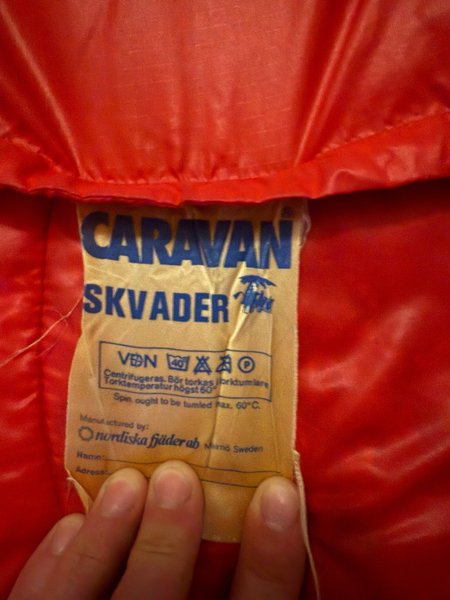 CARAVAN®
SKVADER
VDN 40° P
Centrifugeras. Bör torkas i torktumlare
Torktemperatur högst 60°
Spin, ought to be tumled max. 60°C.
Manufactured by:
nordiska fjäder ab Malmö Sweden
Name:
Adress: